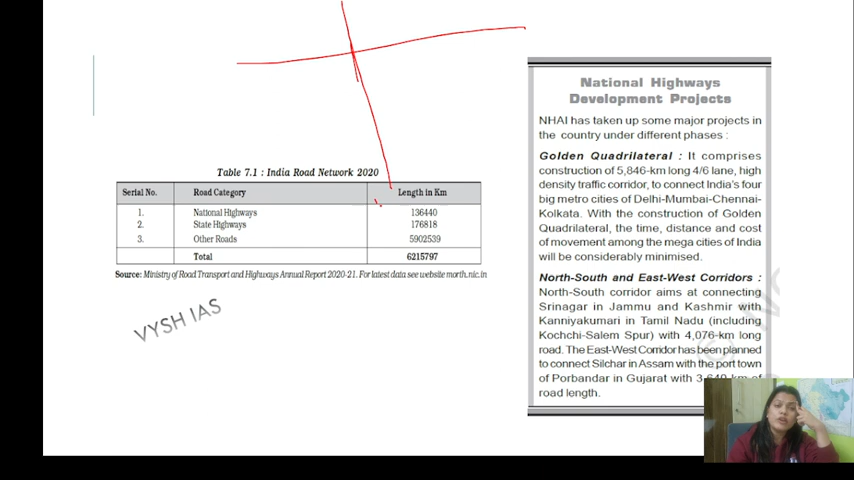 Table 7.1 : India Road Network 2020
Serial No. Road Category Length in Km
1. National Highways 136440
2. State Highways 176818
3. Other Roads 5902539
Total 6215797
Source: Ministry of Road Transport and Highways Annual Report 2020-21. For latest data see website morth.nic.in
VYSH IAS
National Highways
Development Projects
NHAI has taken up some major projects in
the country under different phases :
Golden Quadrilateral : It comprises
construction of 5,846-km long 4/6 lane, high
density traffic corridor, to connect India's four
big metro cities of Delhi-Mumbai-Chennai-
Kolkata. With the construction of Golden
Quadrilateral, the time, distance and cost
of movement among the mega cities of India
will be considerably minimised.
North-South and East-West Corridors :
North-South corridor aims at connecting
Srinagar in Jammu and Kashmir with
Kanniyakumari in Tamil Nadu (including
Kochchi-Salem Spur) with 4,076-km long
road. The East-West Corridor has been planned
to connect Silchar in Assam with the port town
of Porbandar in Gujarat with 3,640-km of
road length.